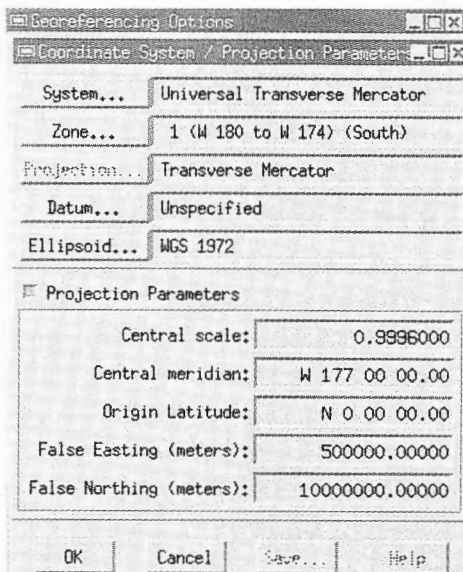 Georeferencing Options
Coordinate System / Projection Parameters
System... Universal Transverse Mercator
Zone... 1 (W 180 to W 174) (South)
Projection... Transverse Mercator
Datum... Unspecified
Ellipsoid... WGS 1972
Projection Parameters
Central scale: 0.9996000
Central meridian: W 177 00 00.00
Origin Latitude: N 0 00 00.00
False Easting (meters): 500000.00000
False Northing (meters): 10000000.00000
OK Cancel Save... Help